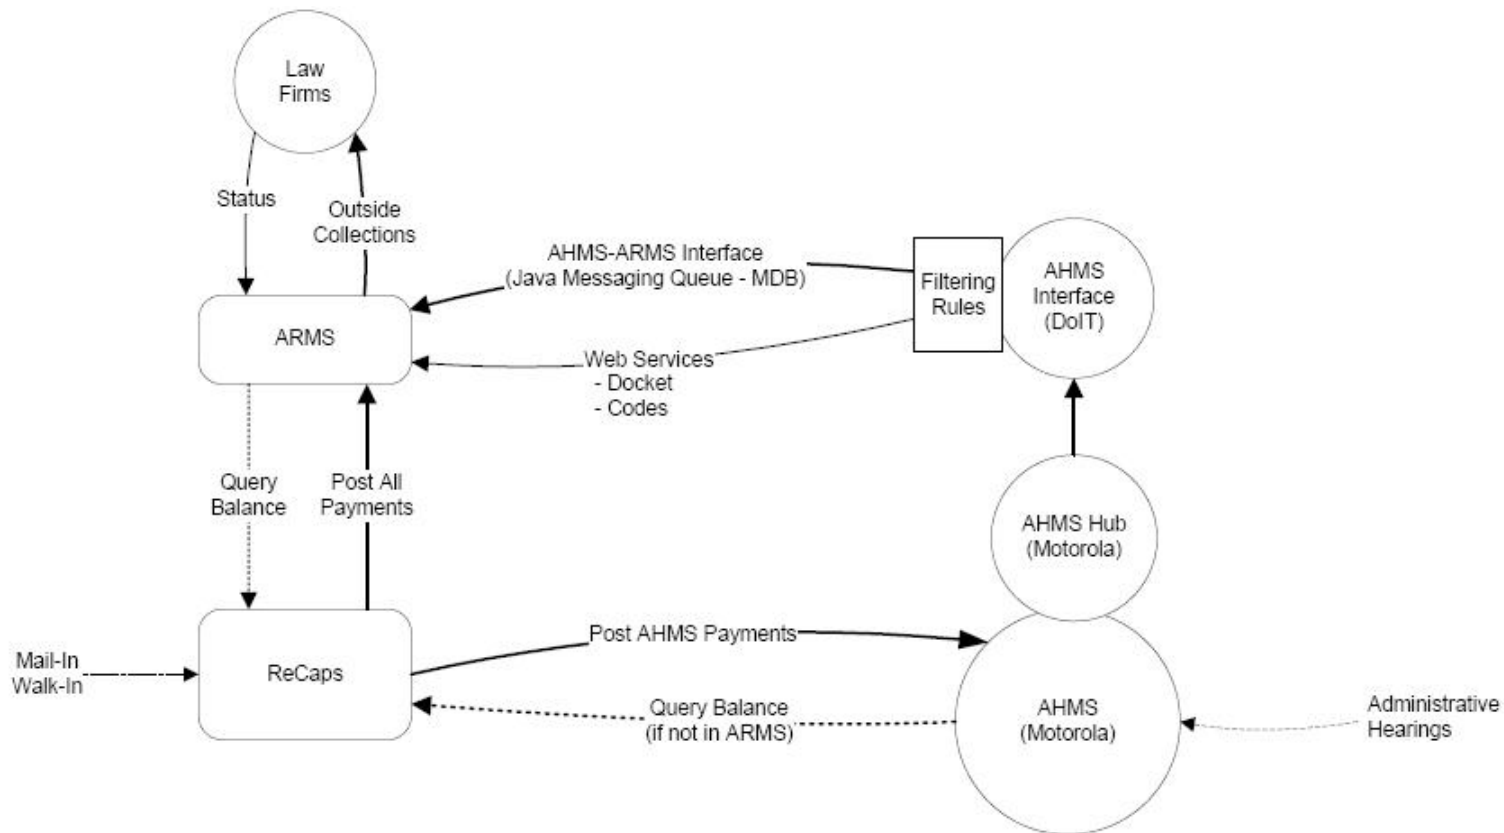 Law
Firms
Status
Outside
Collections
AHMS-ARMS Interface
(Java Messaging Queue - MDB)
Filtering
Rules
AHMS
Interface
(DoIT)
ARMS
Web Services
- Docket
- Codes
Query
Balance
Post All
Payments
AHMS Hub
(Motorola)
Post AHMS Payments
Mail-In
Walk-In
ReCaps
Query Balance
(if not in ARMS)
AHMS
(Motorola)
Administrative
Hearings